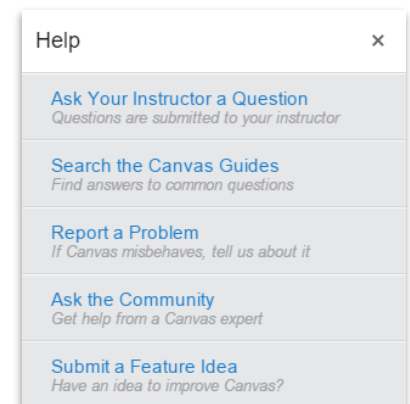 Help ×
Ask Your Instructor a Question
Questions are submitted to your instructor
Search the Canvas Guides
Find answers to common questions
Report a Problem
If Canvas misbehaves, tell us about it
Ask the Community
Get help from a Canvas expert
Submit a Feature Idea
Have an idea to improve Canvas?